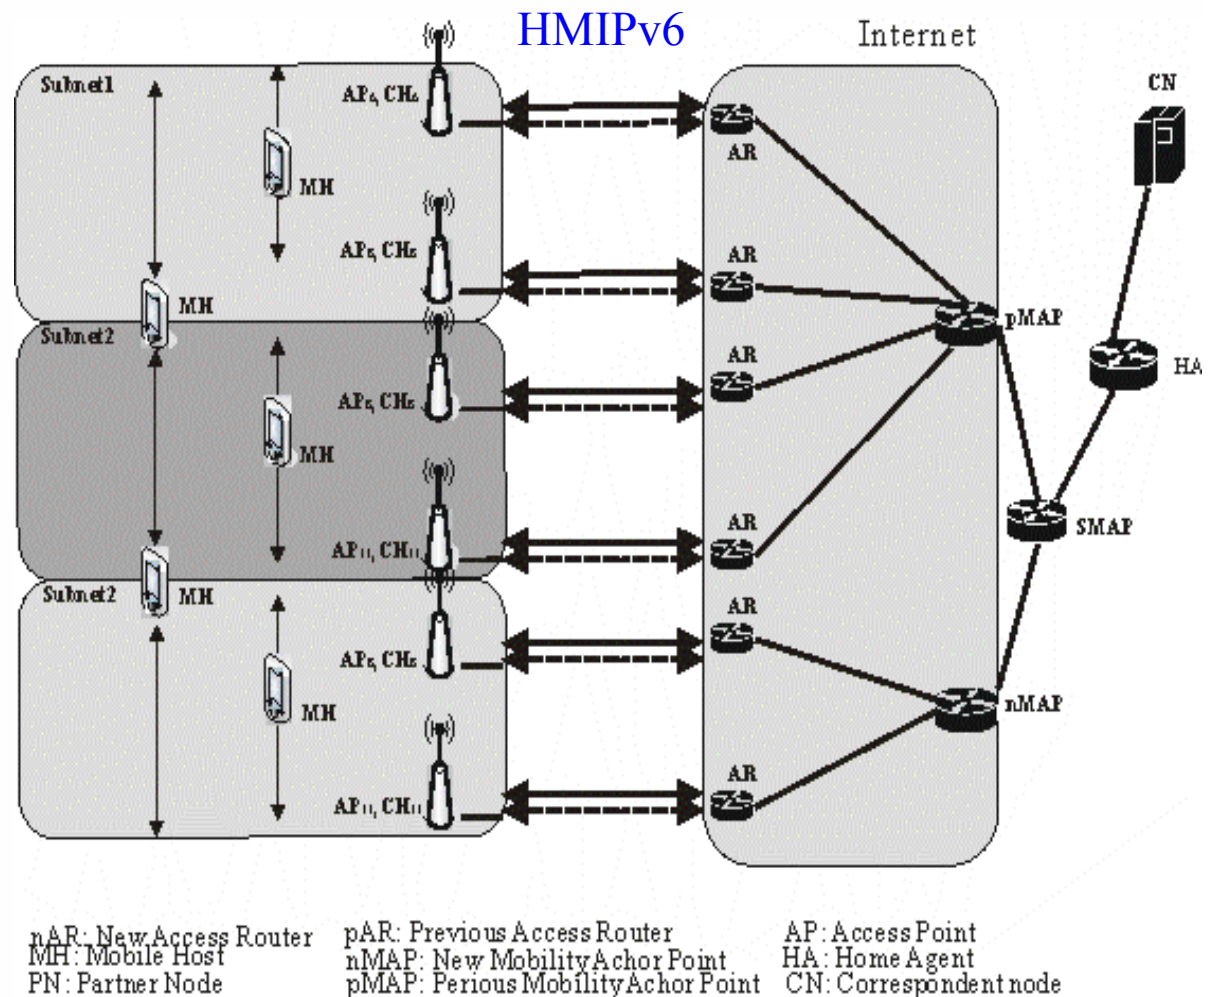 HMIPv6
Internet
Subnet1
CN
AP₆, CH₆
AR
MH
AP₅, CH₅
AR
MH
pMAP
Subnet2
AR
HA
AP₅, CH₅
MH
AR
SMAP
AP₁₁, CH₁₁
Subnet2
MH
AR
AP₅, CH₅
nMAP
MH
AR
AP₁₁, CH₁₁
nAR: New Access Router
pAR: Previous Access Router
AP: Access Point
MH: Mobile Host
nMAP: New Mobility Achor Point
HA: Home Agent
PN: Partner Node
pMAP: Perious Mobility Achor Point
CN: Correspondent node